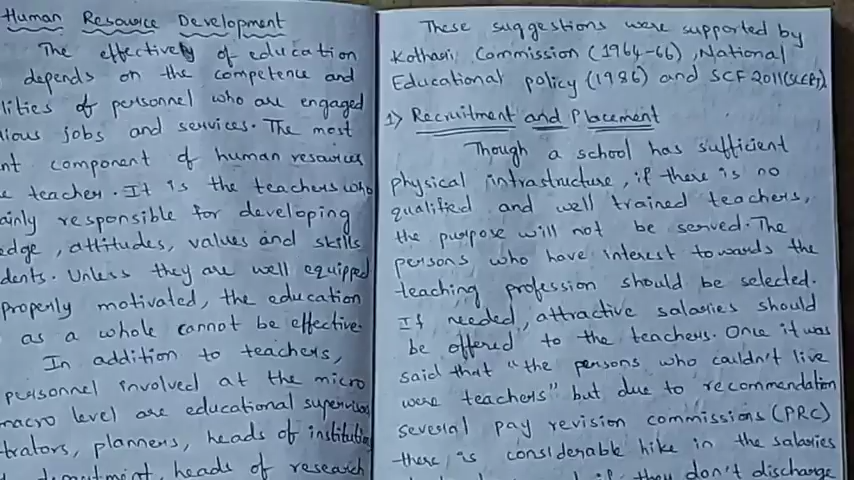 Human Resource Development
The effectively of education
depends on the competence and
lities of personnel who are engaged
ious jobs and services. The most
nt component of human resources
e teacher. It is the teachers who
ainly responsible for developing
edge, attitudes, values and skills
dents. Unless they are well equipped
properly motivated, the education
as a whole cannot be effective.
In addition to teachers,
personnel involved at the micro
macro level are educational supervisors
trators, planners, heads of institution
heads of research
These suggestions were supported by
Kothari Commission (1964-66), National
Educational policy (1986) and SCF 2011 (SCERT)
1) Recruitment and Placement
Though a school has sufficient
physical intrastructure, if there is no
qualified and well trained teachers,
the purpose will not be served. The
persons who have interest towards the
teaching profession should be selected.
If needed, attractive salaries should
be offered to the teachers. Once it was
said that "the persons who couldn't live
were teachers" but due to recommendation
several pay revision commissions (PRC)
there is considerable hike in the salaries
if they don't discharge